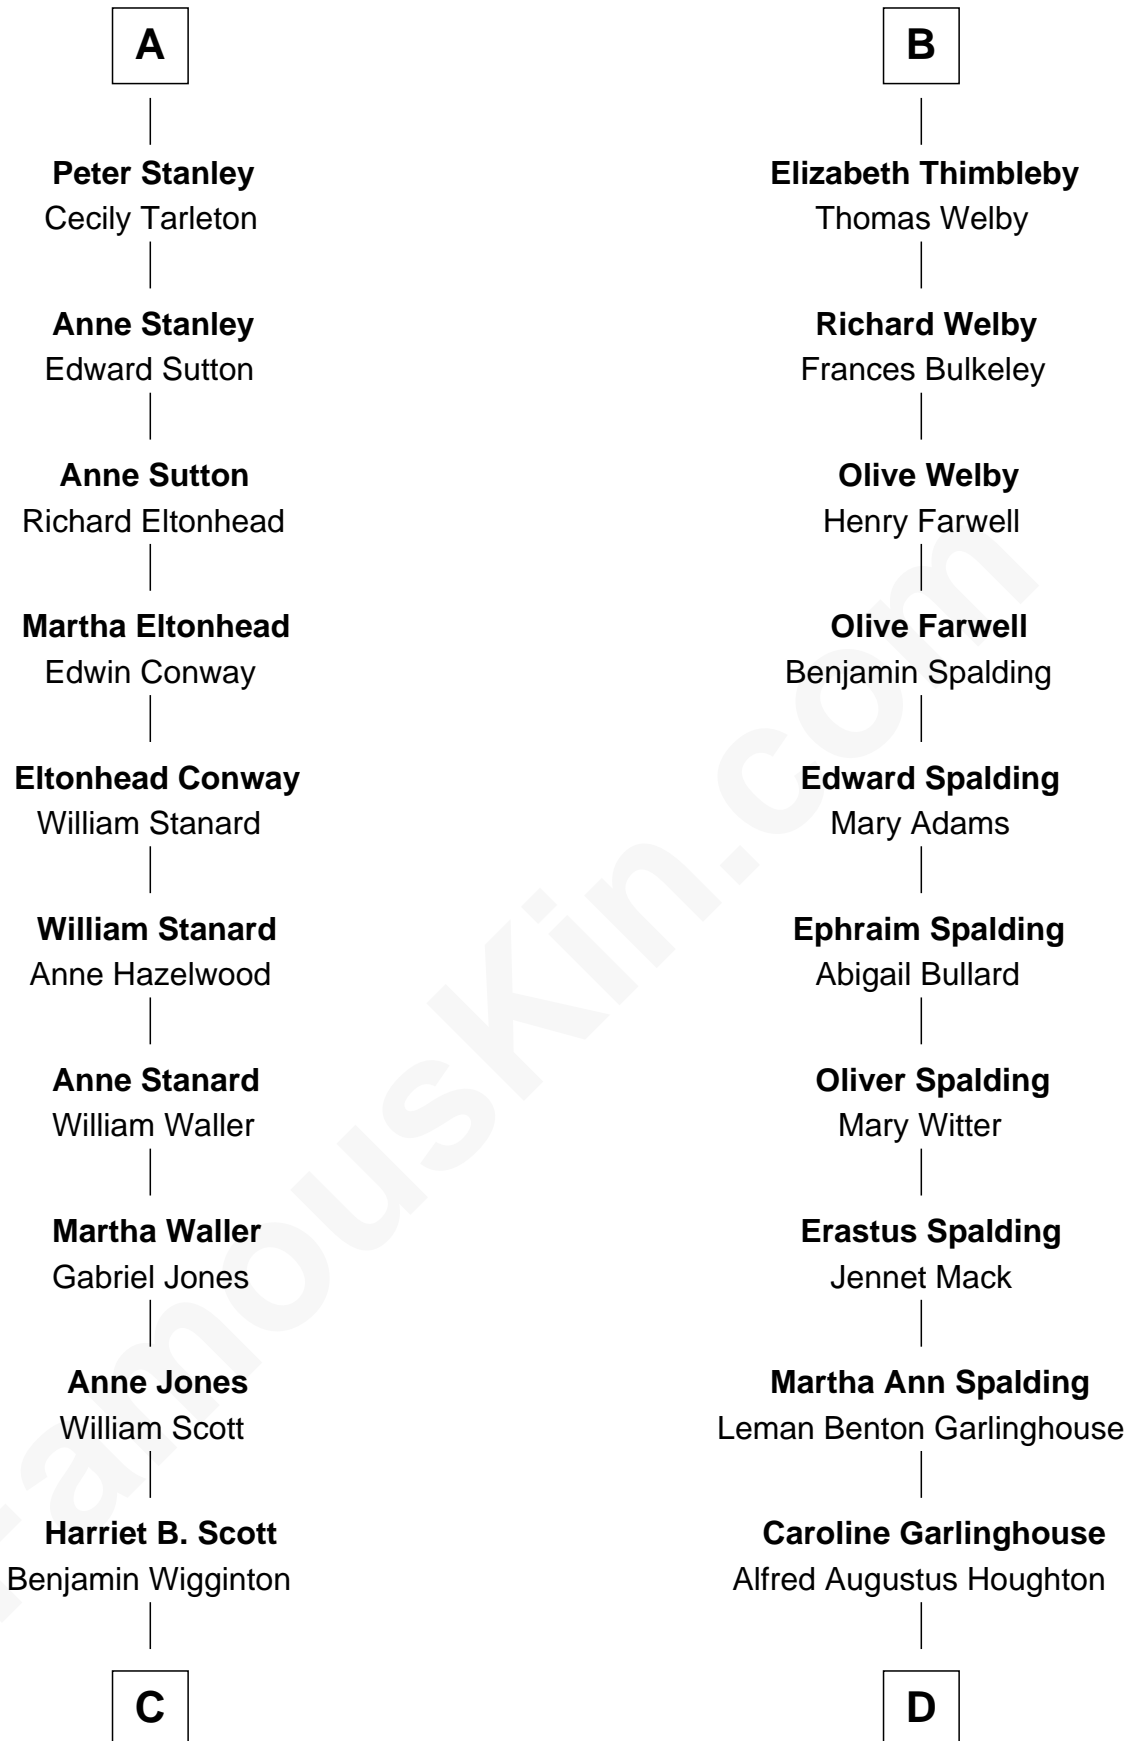 A
Peter Stanley
Cecily Tarleton
Anne Stanley
Edward Sutton
Anne Sutton
Richard Eltonhead
Martha Eltonhead
Edwin Conway
Eltonhead Conway
William Stanard
William Stanard
Anne Hazelwood
Anne Stanard
William Waller
Martha Waller
Gabriel Jones
Anne Jones
William Scott
Harriet B. Scott
Benjamin Wigginton
C
B
Elizabeth Thimbleby
Thomas Welby
Richard Welby
Frances Bulkeley
Olive Welby
Henry Farwell
Olive Farwell
Benjamin Spalding
Edward Spalding
Mary Adams
Ephraim Spalding
Abigail Bullard
Oliver Spalding
Mary Witter
Erastus Spalding
Jennet Mack
Martha Ann Spalding
Leman Benton Garlinghouse
Caroline Garlinghouse
Alfred Augustus Houghton
D
FamousKin.com